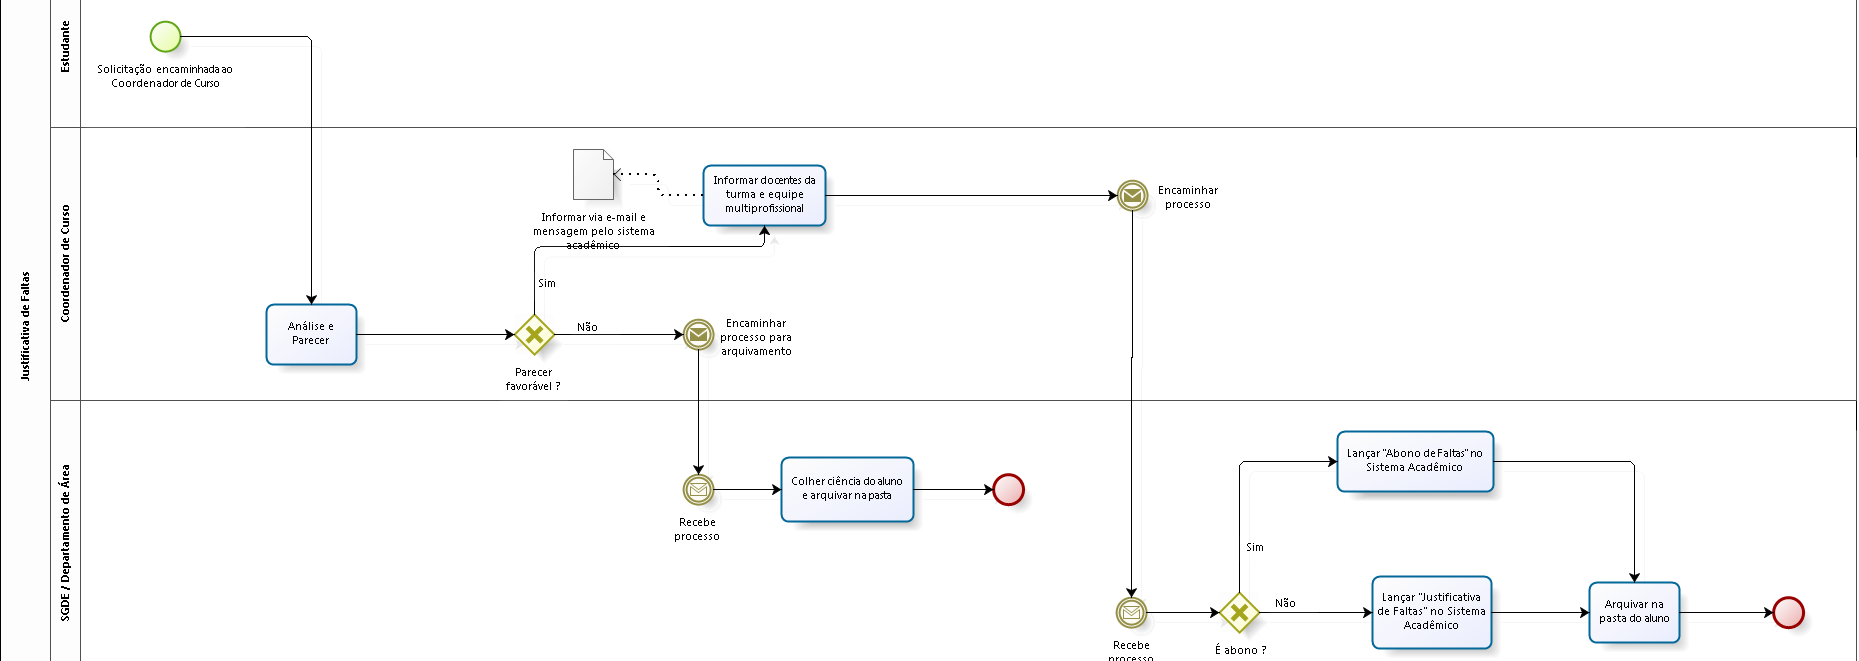 Justificativa de Faltas
Estudante
Solicitação encaminhada ao
Coordenador de Curso
Coordenador de Curso
Informar via e-mail e
mensagem pelo sistema
acadêmico
Informar docentes da
turma e equipe
multiprofissional
Encaminhar
processo
Sim
Análise e
Parecer
Parecer
favorável ?
Não
Encaminhar
processo para
arquivamento
SGDE / Departamento de Área
Recebe
processo
Colher ciência do aluno
e arquivar na pasta
Recebe
processo
É abono ?
Sim
Lançar "Abono de Faltas" no
Sistema Acadêmico
Não
Lançar "Justificativa
de Faltas" no Sistema
Acadêmico
Arquivar na
pasta do aluno